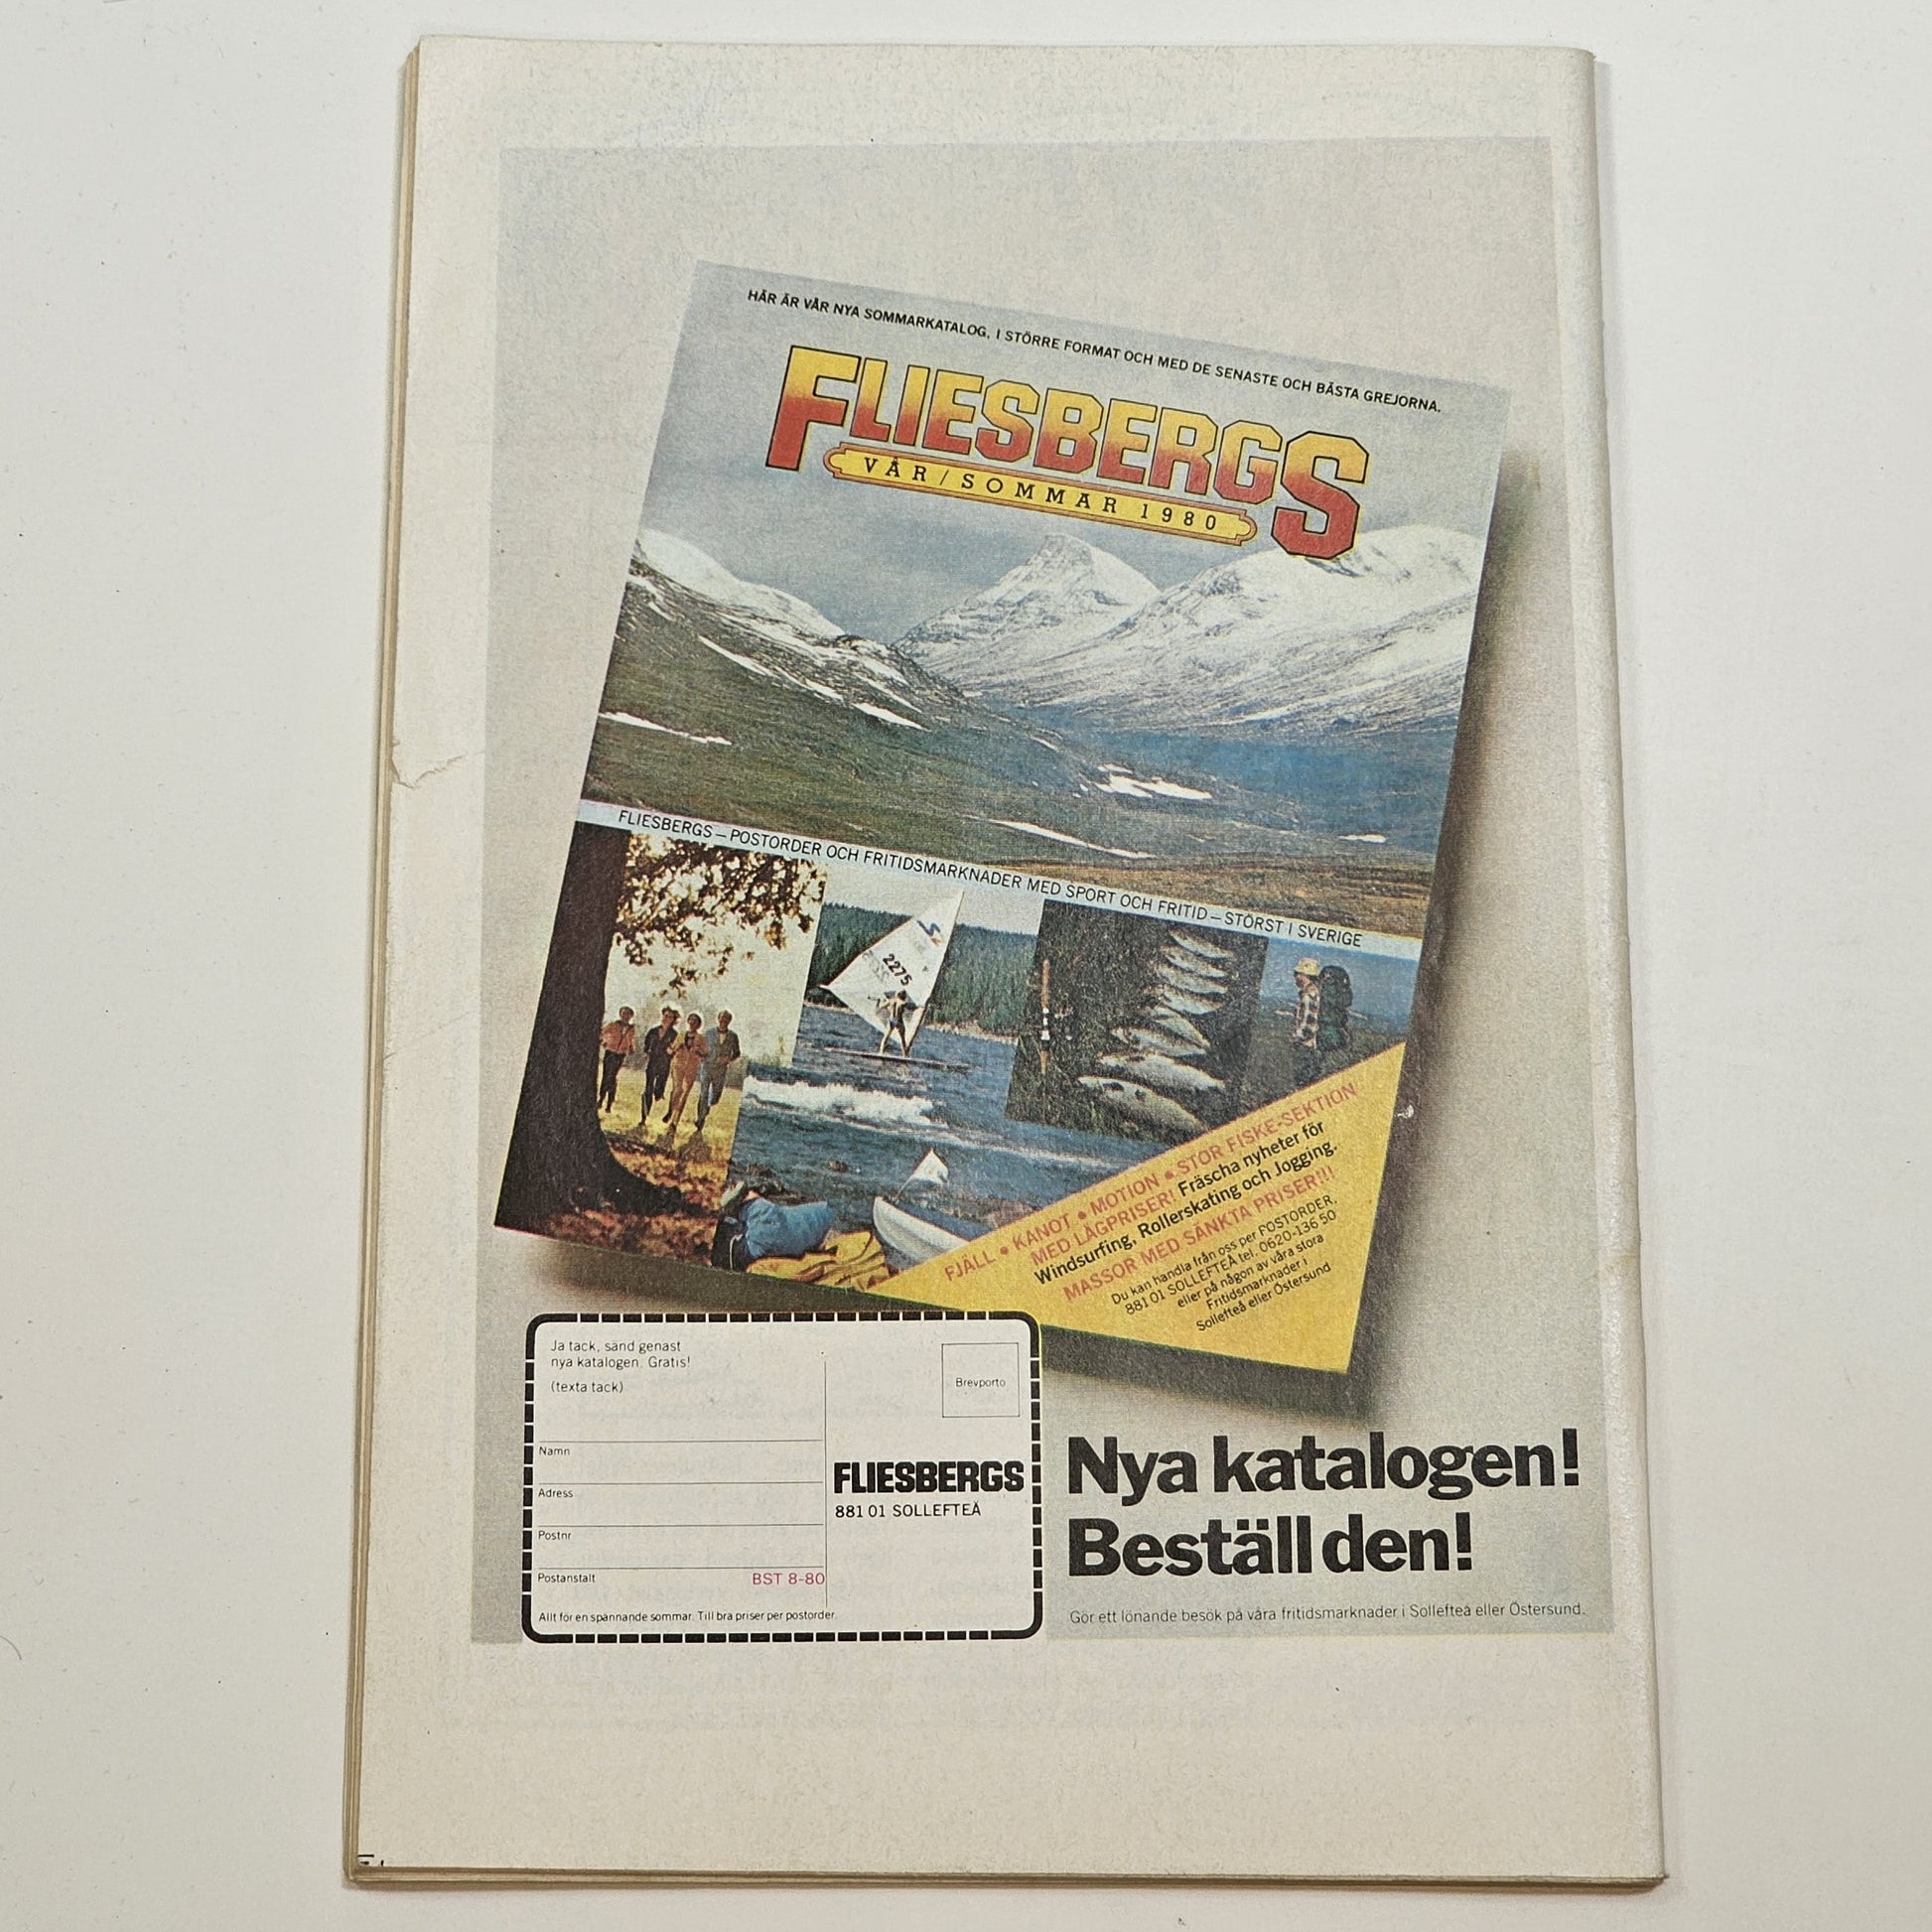 HÄR ÄR VÅR NYA SOMMARKATALOG, I STÖRRE FORMAT OCH MED DE SENASTE OCH BÄSTA GREJORNA.
FLIESBERGS
VÅR/SOMMAR 1980
FLIESBERGS – POSTORDER OCH FRITIDSMARKNADER MED SPORT OCH FRITID – STÖRST I SVERIGE
2275
FJÄLL • KANOT • MOTION • STOR FISKE-SEKTION
MED LÅGPRISER! Fräscha nyheter för
Windsurfing, Rollerskating och Jogging.
MASSOR MED SÄNKTA PRISER!!!
Du kan handla från oss per POSTORDER,
881 01 SOLLEFTEÅ tel. 0620-136 50
eller på någon av våra stora
Fritidsmarknader i
Sollefteå eller Östersund
Ja tack, sänd genast
nya katalogen. Gratis!
(texta tack)
Brevporto
Namn
Adress
Postnr
Postanstalt
BST 8-80
FLIESBERGS
881 01 SOLLEFTEÅ
Allt för en spännande sommar. Till bra priser per postorder.
Nya katalogen!
Beställ den!
Gör ett lönande besök på våra fritidsmarknader i Sollefteå eller Östersund.